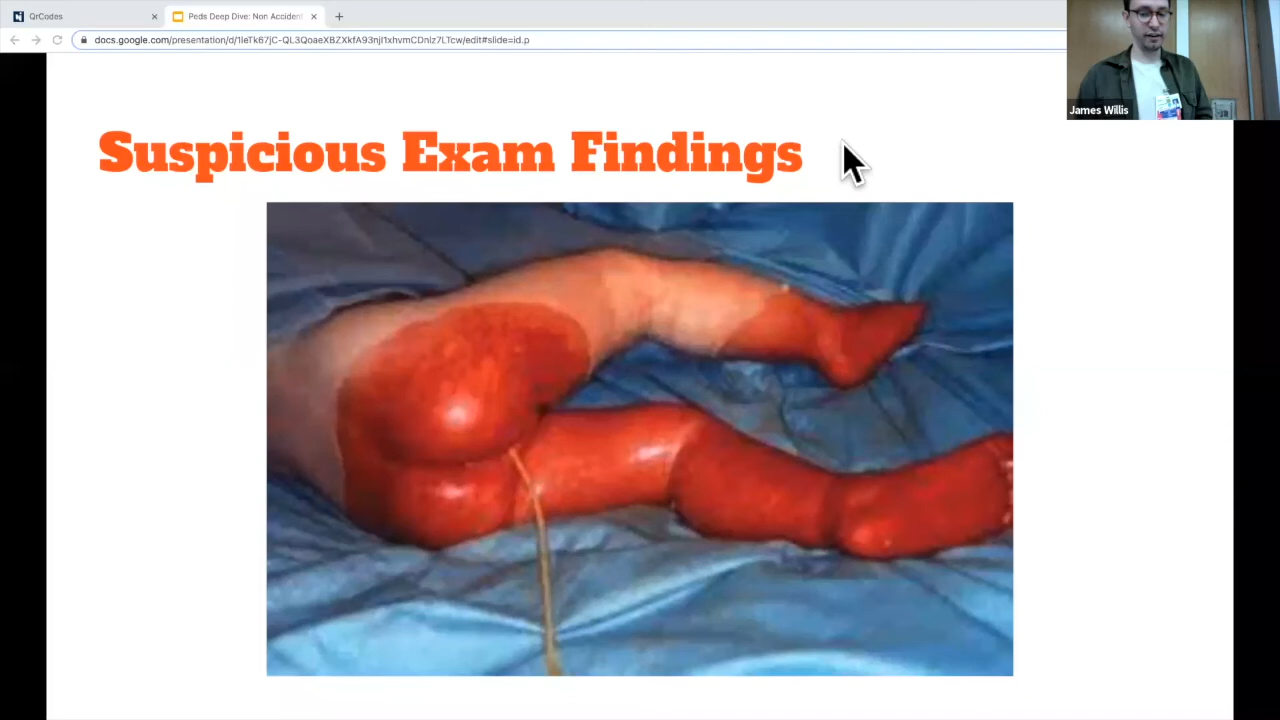 QrCodes
Peds Deep Dive: Non Accident
docs.google.com/presentation/d/1leTk67jC-QL3QoaeXBZXkfA93njI1xhvmCDnlz7LTcw/edit#slide=id.p
James Willis
Suspicious Exam Findings